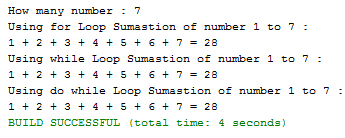 How many number : 7
Using for Loop Sumastion of number 1 to 7 :
1 + 2 + 3 + 4 + 5 + 6 + 7 = 28
Using while Loop Sumastion of number 1 to 7 :
1 + 2 + 3 + 4 + 5 + 6 + 7 = 28
Using do while Loop Sumastion of number 1 to 7 :
1 + 2 + 3 + 4 + 5 + 6 + 7 = 28
BUILD SUCCESSFUL (total time: 4 seconds)